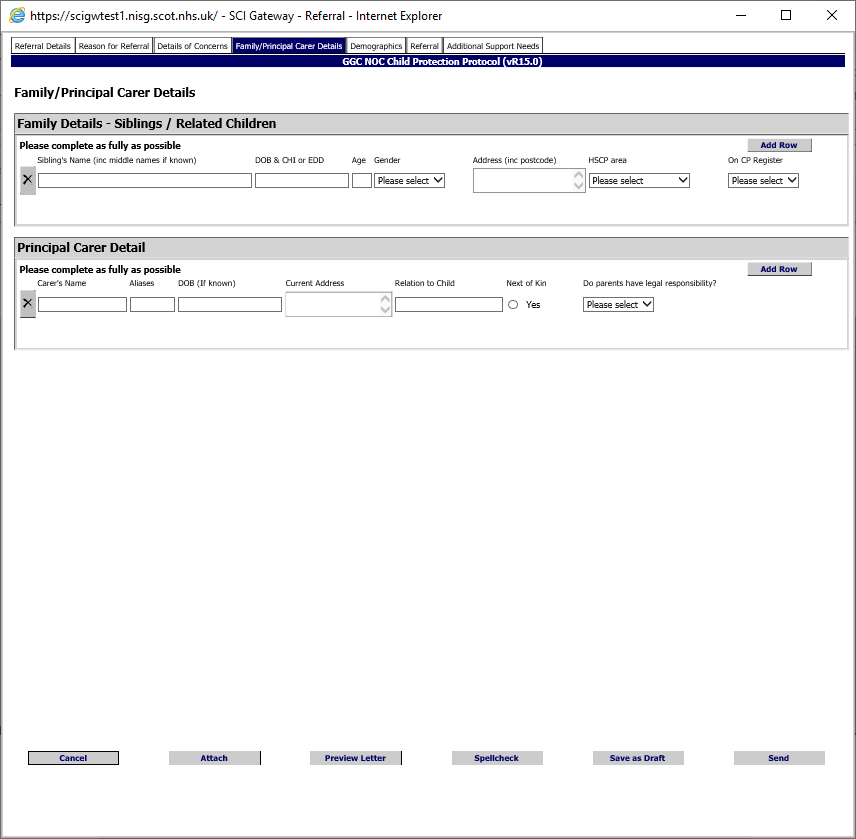 https://scigwtest1.nisg.scot.nhs.uk/ - SCI Gateway - Referral - Internet Explorer
Referral Details Reason for Referral Details of Concerns Family/Principal Carer Details Demographics Referral Additional Support Needs
GGC NOC Child Protection Protocol (vR15.0)
Family/Principal Carer Details
Family Details - Siblings / Related Children
Please complete as fully as possible Add Row
Sibling's Name (inc middle names if known) DOB & CHI or EDD Age Gender Address (inc postcode) HSCP area On CP Register
X Please select Please select Please select
Principal Carer Detail
Please complete as fully as possible Add Row
Carer's Name Aliases DOB (If known) Current Address Relation to Child Next of Kin Do parents have legal responsibility?
X Yes Please select
Cancel Attach Preview Letter Spellcheck Save as Draft Send